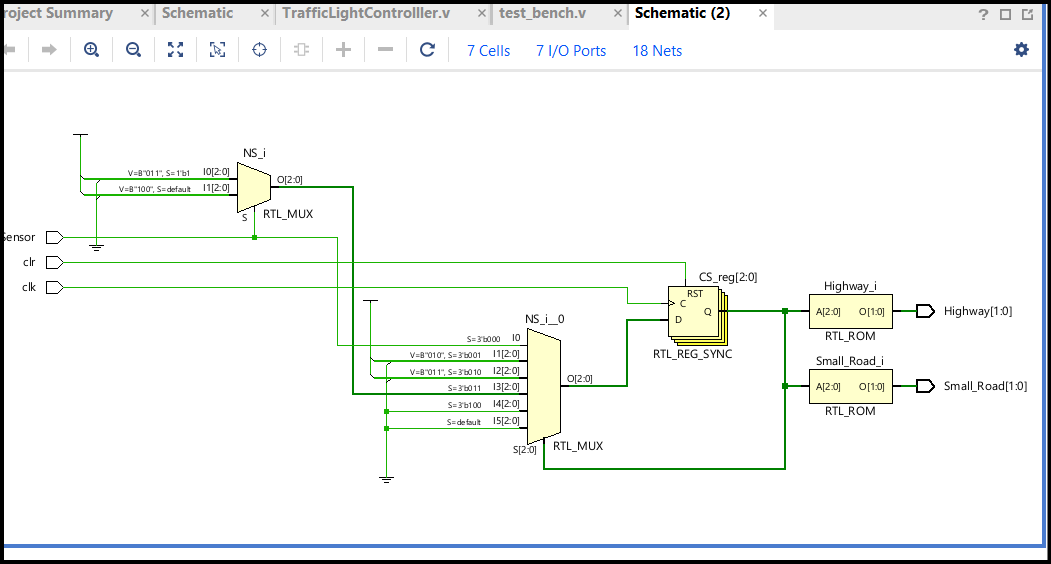 roject Summary × Schematic × TrafficLightControlller.v × test_bench.v × Schematic (2) × ?
7 Cells 7 I/O Ports 18 Nets
NS_i
V=B"011", S=1'b1 I0[2:0]
V=B"100", S=default I1[2:0]
O[2:0]
S
RTL_MUX
Sensor
clr
clk
CS_reg[2:0]
RST
C
D
Q
RTL_REG_SYNC
Highway_i
A[2:0] O[1:0]
RTL_ROM
Highway[1:0]
Small_Road_i
A[2:0] O[1:0]
RTL_ROM
Small_Road[1:0]
NS_i__0
S=3'b000 I0
V=B"010", S=3'b001 I1[2:0]
V=B"011", S=3'b010 I2[2:0]
S=3'b011 I3[2:0]
S=3'b100 I4[2:0]
S=default I5[2:0]
O[2:0]
S[2:0]
RTL_MUX